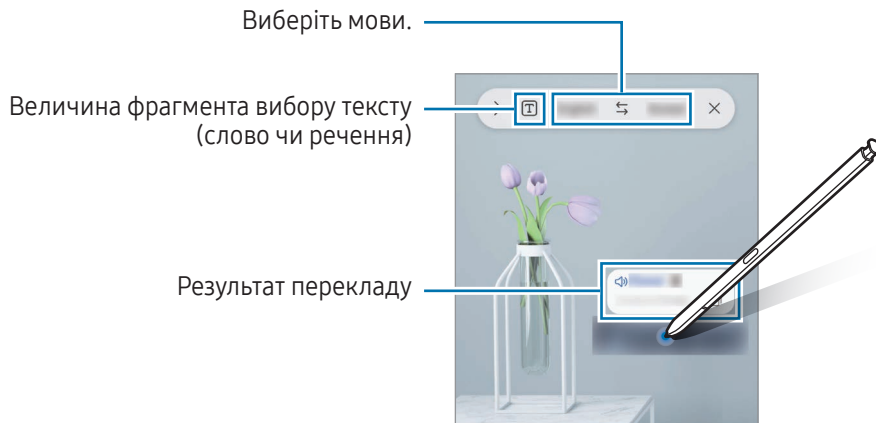 Виберіть мови.
Величина фрагмента вибору тексту
(слово чи речення)
T
Результат перекладу